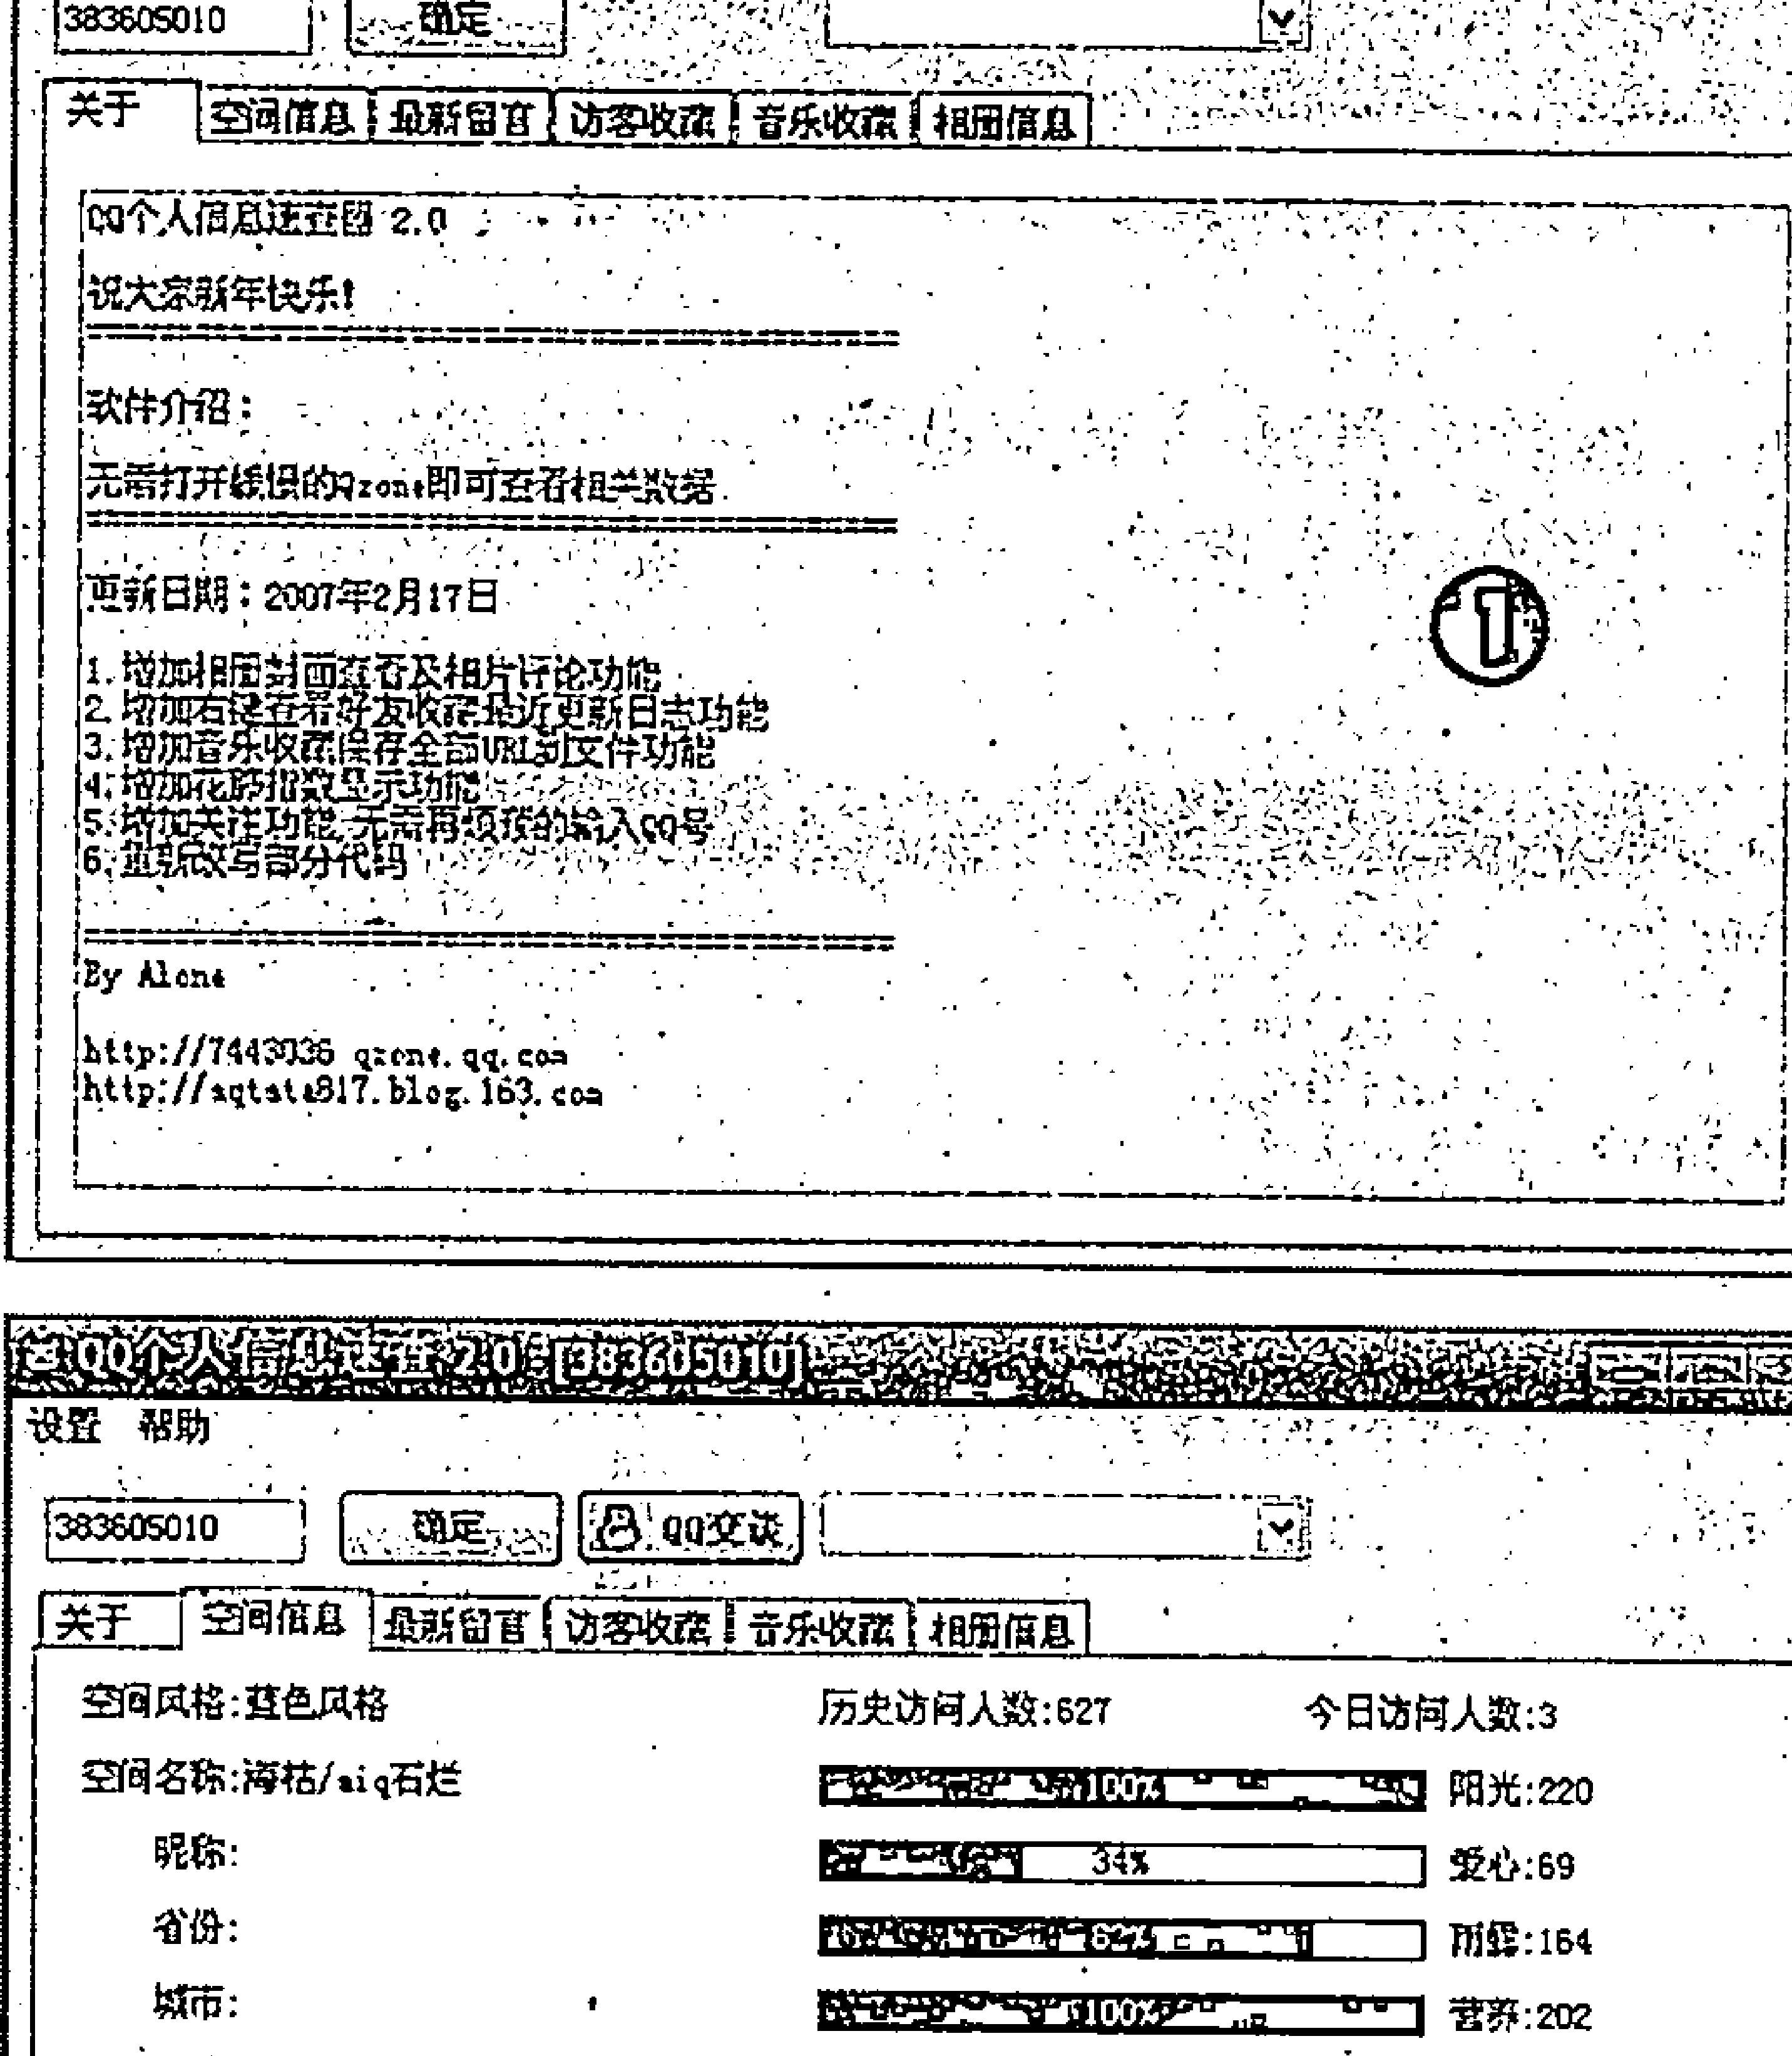 383605010 确定
关于 空间信息 最新留言 访客收藏 音乐收藏 相册信息
QQ个人信息速查器 2.0
祝大家新年快乐!
软件介绍:
无需打开缓慢的Qzone即可查看相关数据
更新日期:2007年2月17日
1.增加相册封面查看及相片评论功能
2.增加右键查看好友收藏最近更新日志功能
3.增加音乐收藏保存全部URL到文件功能
4.增加花匠指数显示功能
5.增加关注功能,无需再烦琐的输入QQ号
6.重新改写部分代码
By Alone
http://7443036.qzone.qq.com
.blog.163.com
1
QQ个人信息速查 2.0 [383605010]
设置 帮助
383605010 确定 QQ交谈
关于 空间信息 最新留言 访客收藏 音乐收藏 相册信息
空间风格:蓝色风格 历史访问人数:627 今日访问人数:3
空间名称:海枯/aiq石烂 100% 阳光:220
昵称: 34% 爱心:69
省份: 雨露:164
城市: 100% 营养:202